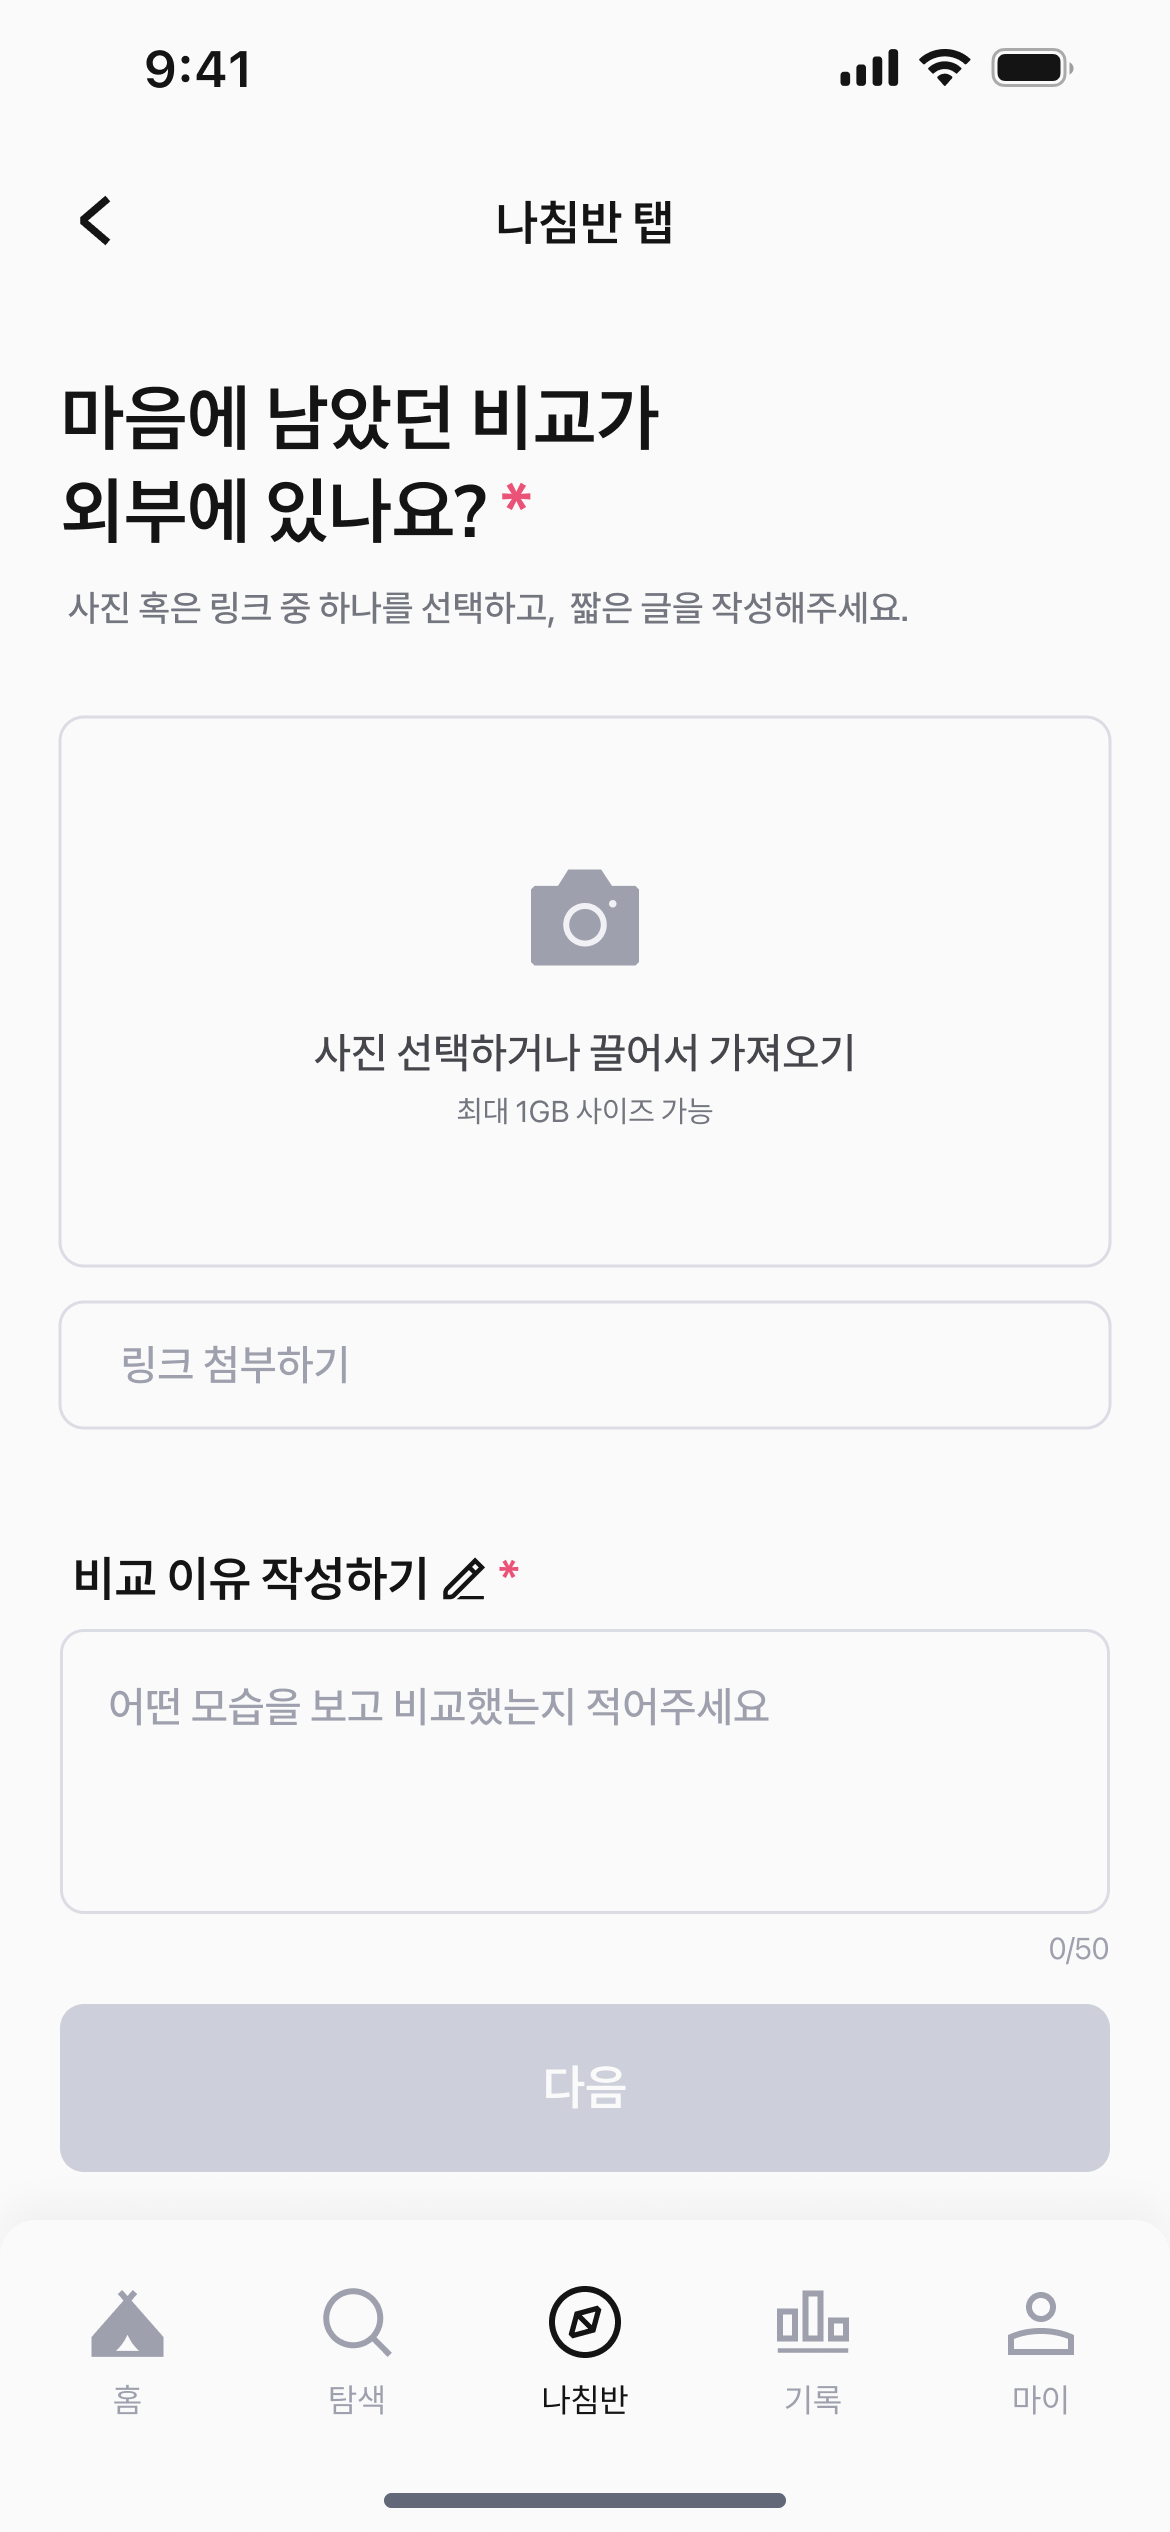 9:41
나침반 탭
마음에 남았던 비교가
외부에 있나요? *
사진 혹은 링크 중 하나를 선택하고, 짧은 글을 작성해주세요.
사진 선택하거나 끌어서 가져오기
최대 1GB 사이즈 가능
링크 첨부하기
비교 이유 작성하기 *
어떤 모습을 보고 비교했는지 적어주세요
0/50
다음
홈 탐색 나침반 기록 마이